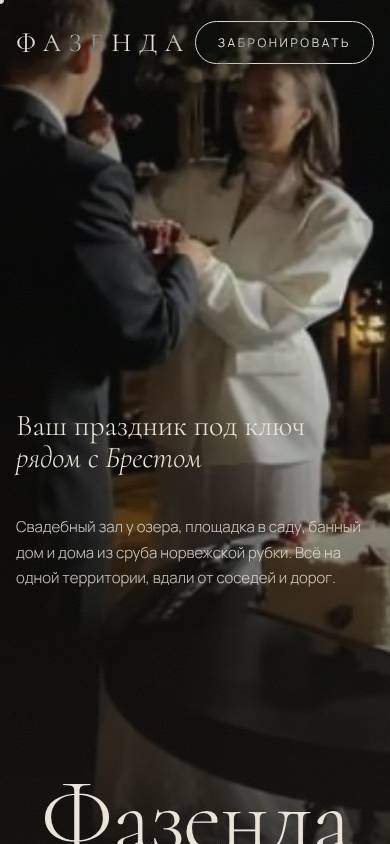 ФАЗЕНДА ЗАБРОНИРОВАТЬ
Ваш праздник под ключ
рядом с Брестом
Свадебный зал у озера, площадка в саду, банный
дом и дома из сруба норвежской рубки. Всё на
одной территории, вдали от соседей и дорог.
Фазенда